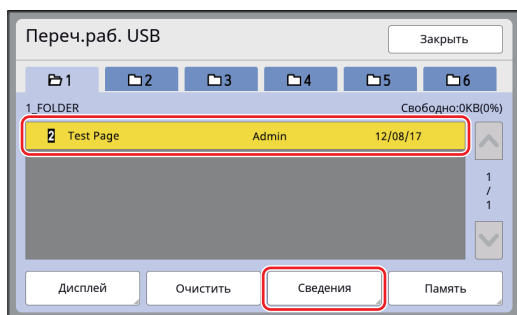 Переч.раб. USB
Закрыть
1 2 3 4 5 6
1_FOLDER Свободно:0KB(0%)
2 Test Page Admin 12/08/17
1
/
1
Дисплей Очистить Сведения Память